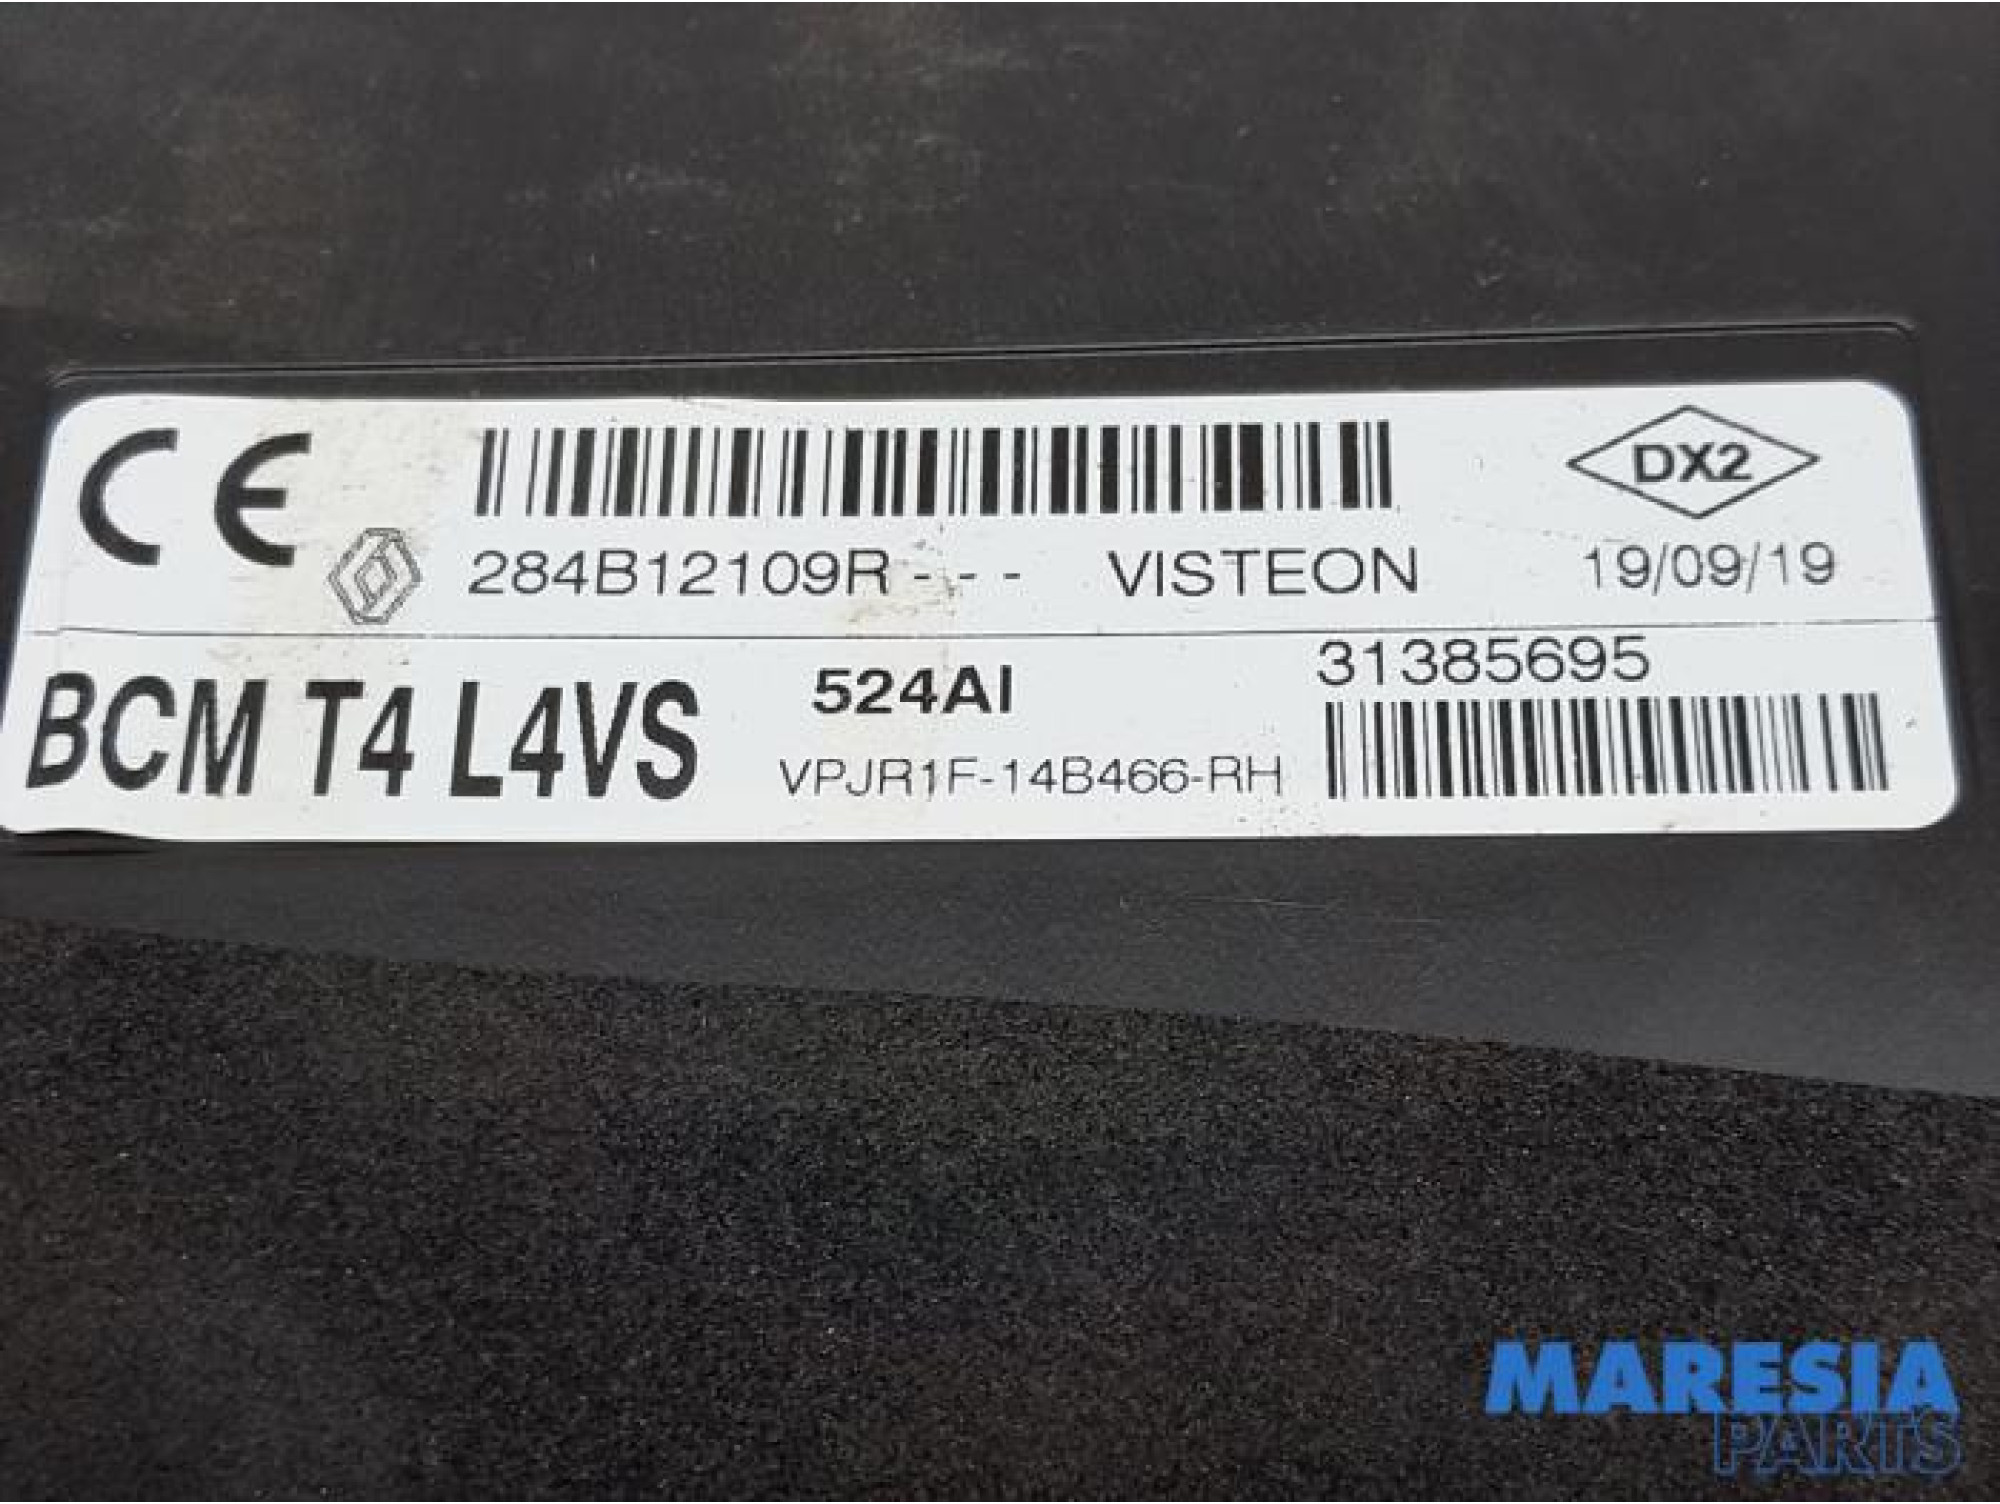 CE
284B12109R - - - VISTEON 19/09/19
DX2
BCM T4 L4VS 524AI 31385695
VPJR1F-14B466-RH
MARESIA
PARTS